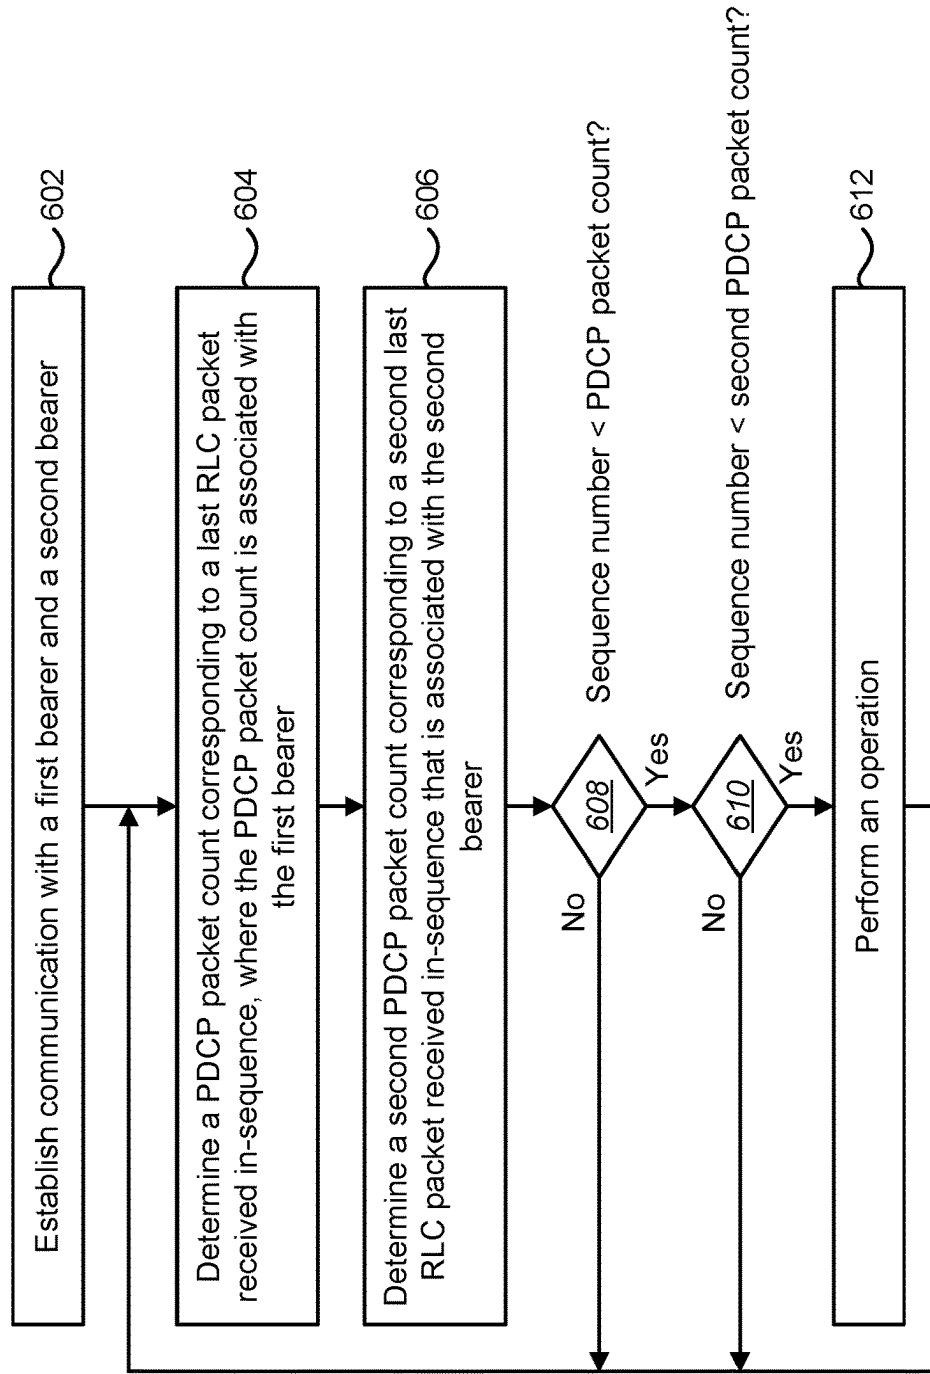 Establish communication with a first bearer and a second bearer
602
Determine a PDCP packet count corresponding to a last RLC packet
received in-sequence, where the PDCP packet count is associated with
the first bearer
604
Determine a second PDCP packet count corresponding to a second last
RLC packet received in-sequence that is associated with the second
bearer
606
608
Sequence number < PDCP packet count?
No
Yes
610
Sequence number < second PDCP packet count?
No
Yes
Perform an operation
612